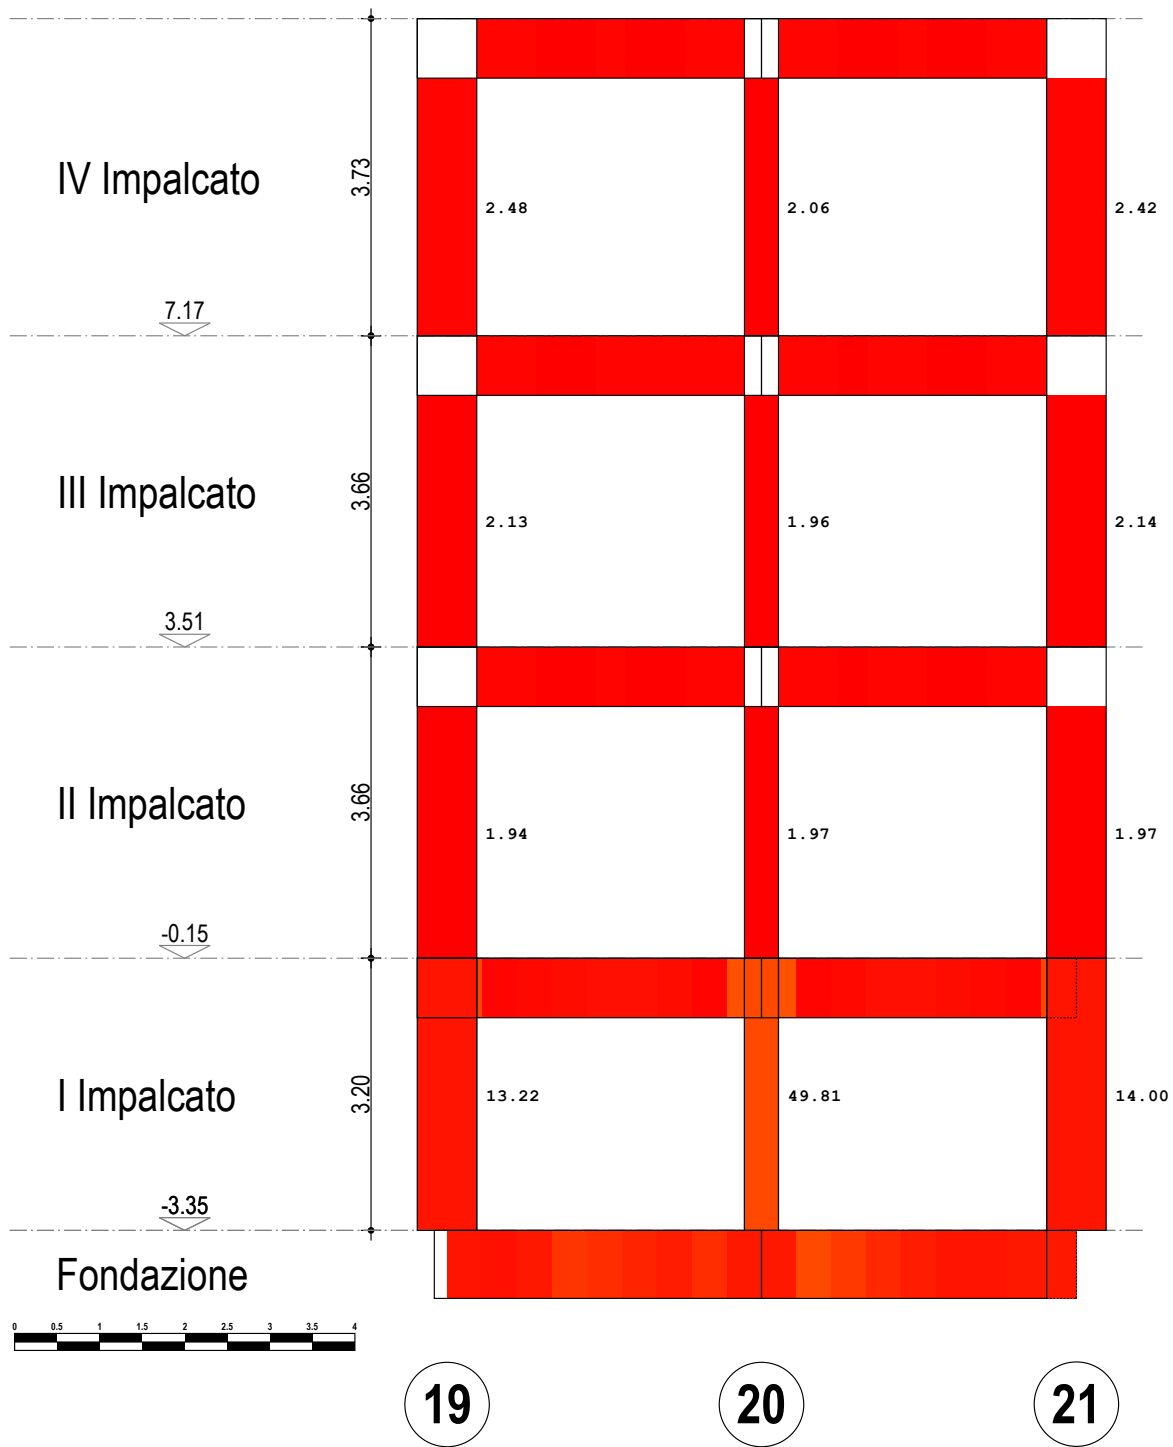 IV Impalcato
3.73
2.48
2.06
2.42
7.17
III Impalcato
3.66
2.13
1.96
2.14
3.51
II Impalcato
3.66
1.94
1.97
1.97
-0.15
I Impalcato
3.20
13.22
49.81
14.00
-3.35
Fondazione
0 0.5 1 1.5 2 2.5 3 3.5 4
19 20 21